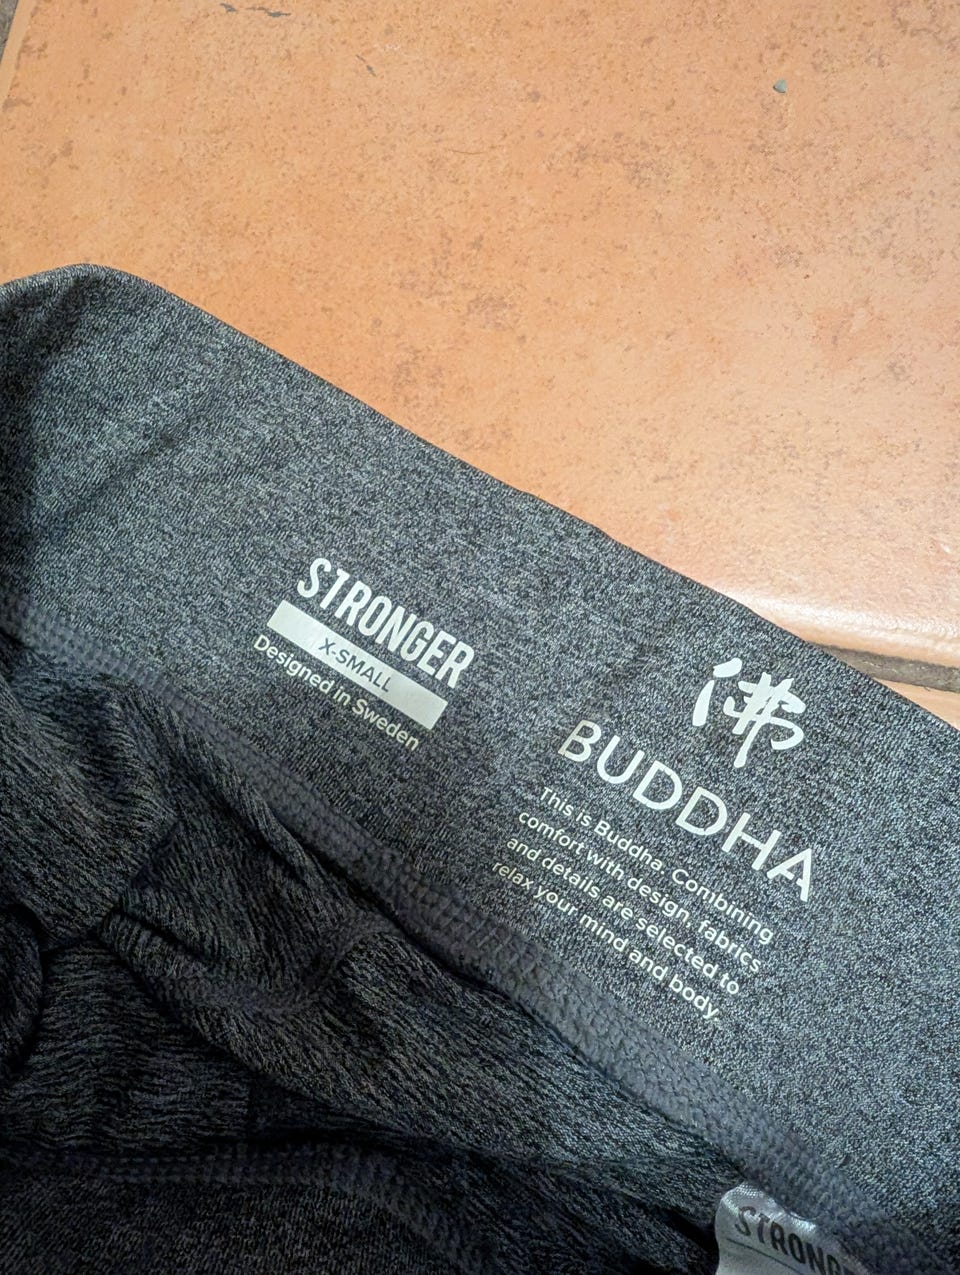 STRONGER
X-SMALL
Designed in Sweden
佛
BUDDHA
This is Buddha. Combining
comfort with design, fabrics
and details are selected to
relax your mind and body.